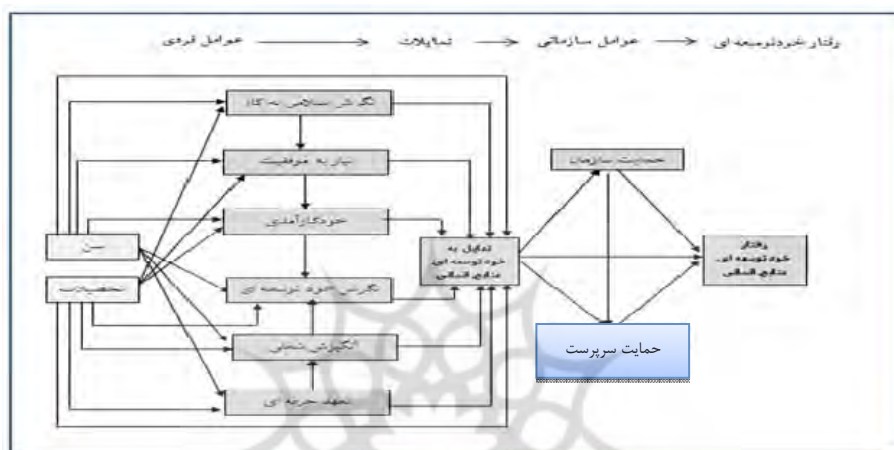 عوامل فردی تمایلات عوامل سازمانی رفتار خودتوسعه ای
نگرش اسلامی به کار
نیاز به موفقیت
خودکارآمدی
نگرش خود توسعه ای
انگیزش شغلی
تعهد حرفه ای
سن
تحصیلات
تمایل به
خود توسعه ای
منابع انسانی
حمایت سازمان
حمایت سرپرست
رفتار
خود توسعه ای
منابع انسانی